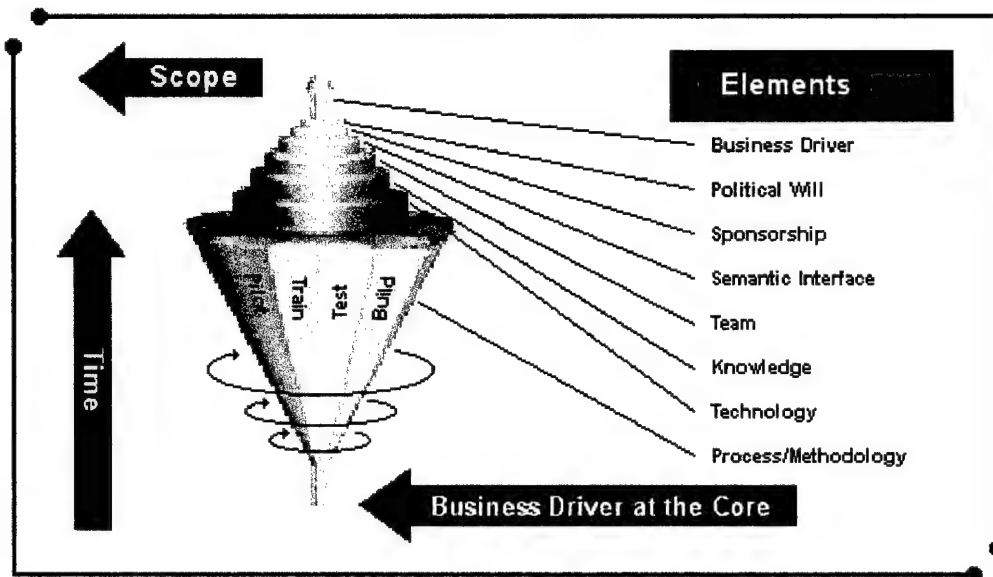 Scope
Elements
Business Driver
Political Will
Sponsorship
Semantic Interface
Team
Knowledge
Technology
Process/Methodology
Pilot
Train
Test
Build
Time
Business Driver at the Core